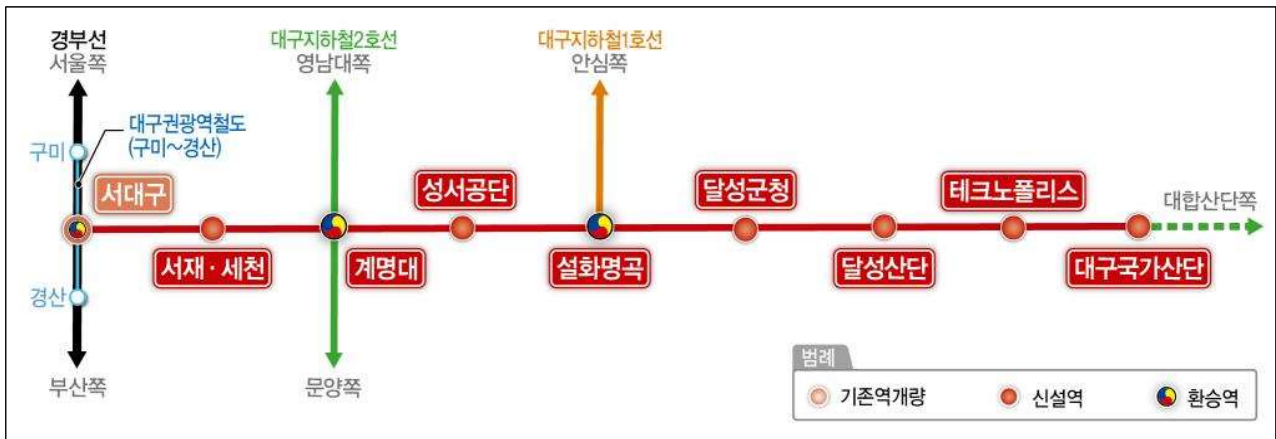 경부선
서울쪽
대구지하철2호선
영남대쪽
대구지하철1호선
안심쪽
대구권광역철도
(구미~경산)
구미
서대구
성서공단
달성군청
테크노폴리스
대합산단쪽
서재·세천
계명대
설화명곡
달성산단
대구국가산단
경산
부산쪽
문양쪽
범례
기존역개량
신설역
환승역